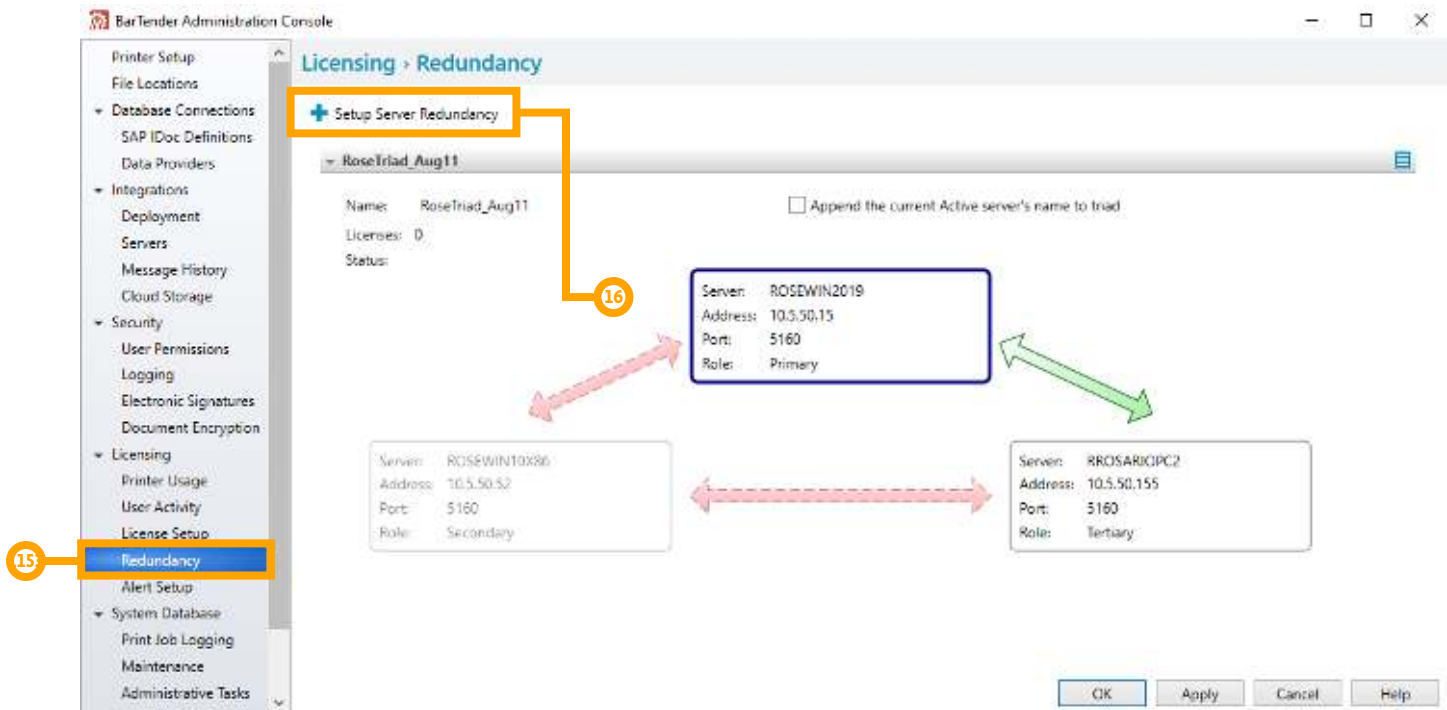 BarTender Administration Console
Printer Setup
File Locations
Database Connections
SAP IDoc Definitions
Data Providers
Integrations
Deployment
Servers
Message History
Cloud Storage
Security
User Permissions
Logging
Electronic Signatures
Document Encryption
Licensing
Printer Usage
User Activity
License Setup
15 Redundancy
Alert Setup
System Database
Print Job Logging
Maintenance
Administrative Tasks
Licensing › Redundancy
Setup Server Redundancy
16
RoseTriad_Aug11
Name: RoseTriad_Aug11
Append the current Active server's name to triad
Licenses: 0
Status:
Server: ROSEWIN2019
Address: 10.5.50.15
Port: 5160
Role: Primary
Server: ROSEWIN10X86
Address: 10.5.50.52
Port: 5160
Role: Secondary
Server: RROSARIOPC2
Address: 10.5.50.155
Port: 5160
Role: Tertiary
OK Apply Cancel Help